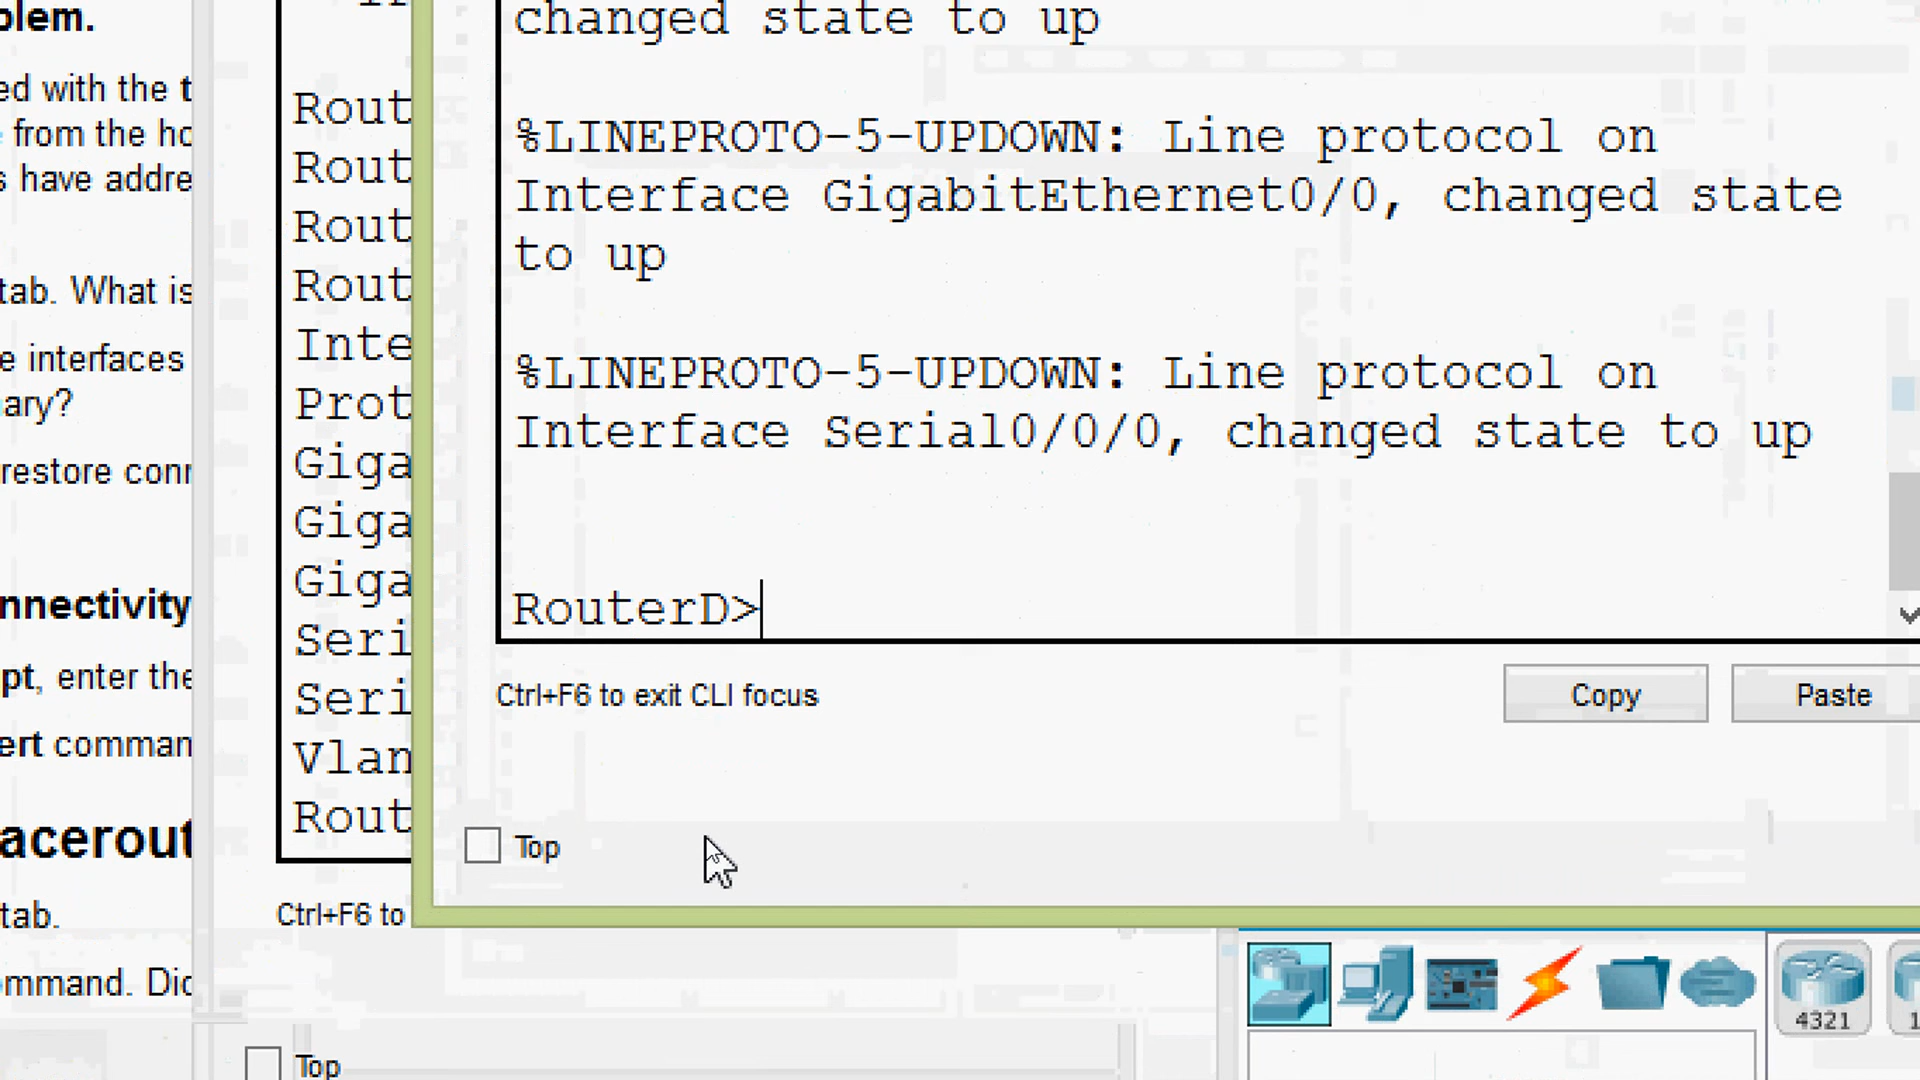 olem.
ed with the t
from the ho
s have addre
tab. What is
e interfaces
ary?
restore conn
nnectivity
pt, enter the
ert comman
acerout
tab.
mmand. Did
Rout
Rout
Rout
Rout
Inte
Prot
Giga
Giga
Giga
Seri
Seri
Vlan
Rout
Ctrl+F6 to
Top
changed state to up
%LINEPROTO-5-UPDOWN: Line protocol on
Interface GigabitEthernet0/0, changed state
to up
%LINEPROTO-5-UPDOWN: Line protocol on
Interface Serial0/0/0, changed state to up
RouterD>
Ctrl+F6 to exit CLI focus
Copy
Paste
Top
4321
1